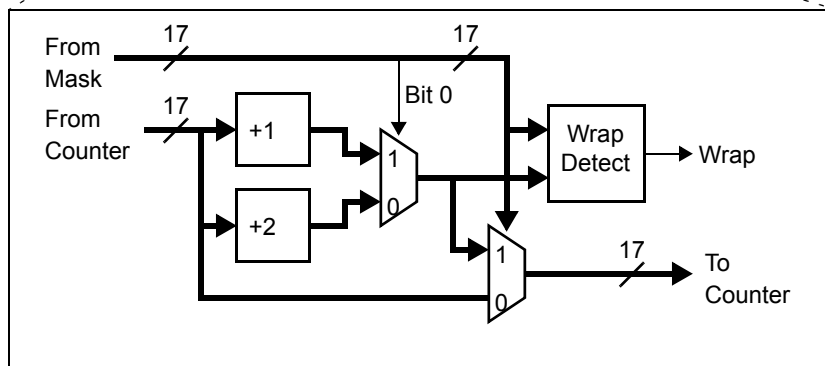 17
17
From
Mask
Bit 0
From
Counter
17
+1
1
0
Wrap
Detect
Wrap
+2
1
0
17
To
Counter